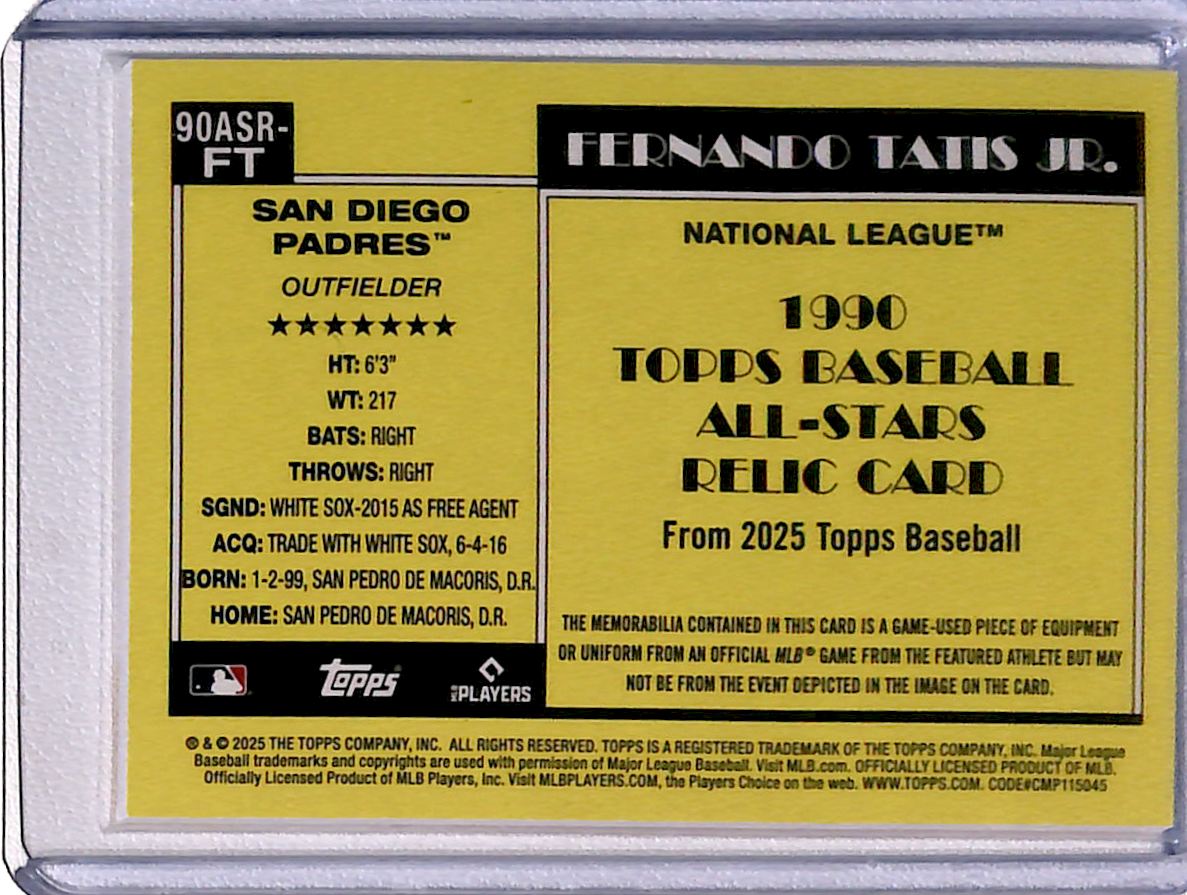 90ASR-
FT
FERNANDO TATIS JR.
SAN DIEGO
PADRES™
OUTFIELDER
★★★★★★★
HT: 6'3"
WT: 217
BATS: RIGHT
THROWS: RIGHT
SGND: WHITE SOX-2015 AS FREE AGENT
ACQ: TRADE WITH WHITE SOX, 6-4-16
BORN: 1-2-99, SAN PEDRO DE MACORIS, D.R.
HOME: SAN PEDRO DE MACORIS, D.R.
Topps®
MLB PLAYERS
NATIONAL LEAGUE™
1990
TOPPS BASEBALL
ALL-STARS
RELIC CARD
From 2025 Topps Baseball
THE MEMORABILIA CONTAINED IN THIS CARD IS A GAME-USED PIECE OF EQUIPMENT
OR UNIFORM FROM AN OFFICIAL MLB® GAME FROM THE FEATURED ATHLETE BUT MAY
NOT BE FROM THE EVENT DEPICTED IN THE IMAGE ON THE CARD.
® & © 2025 THE TOPPS COMPANY, INC. ALL RIGHTS RESERVED. TOPPS IS A REGISTERED TRADEMARK OF THE TOPPS COMPANY, INC. Major League
Baseball trademarks and copyrights are used with permission of Major League Baseball. Visit MLB.com. OFFICIALLY LICENSED PRODUCT OF MLB.
Officially Licensed Product of MLB Players, Inc. Visit MLBPLAYERS.COM, the Players Choice on the web. WWW.TOPPS.COM. CODE#CMP115045